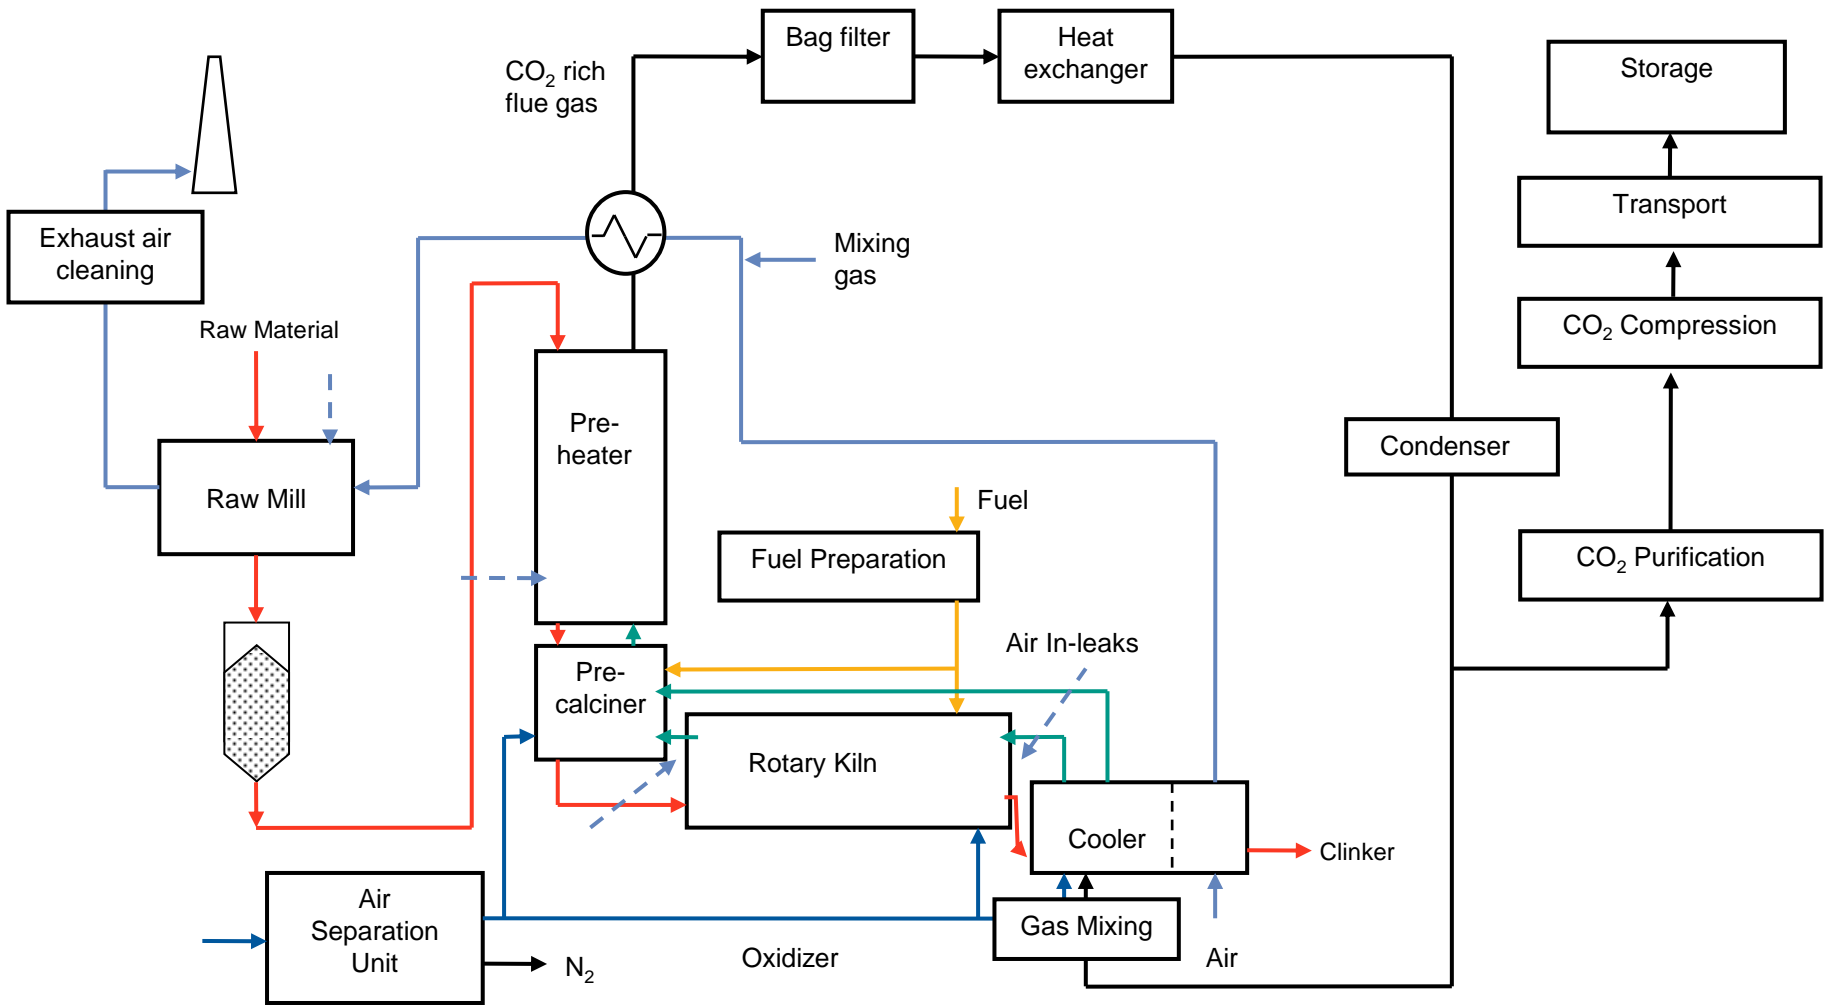 Bag filter
Heat
exchanger
Storage
CO₂ rich
flue gas
Transport
Exhaust air
cleaning
Mixing
gas
Raw Material
CO₂ Compression
Pre-
heater
Condenser
Raw Mill
Fuel
Fuel Preparation
CO₂ Purification
Air In-leaks
Pre-
calciner
Rotary Kiln
Cooler
Clinker
Air
Separation
Unit
Gas Mixing
Oxidizer
Air
N₂